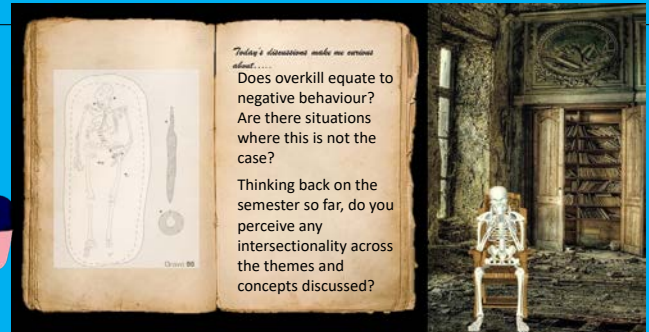 Today's discussions make me curious
about.....
Does overkill equate to
negative behaviour?
Are there situations
where this is not the
case?
Thinking back on the
semester so far, do you
perceive any
intersectionality across
the themes and
concepts discussed?